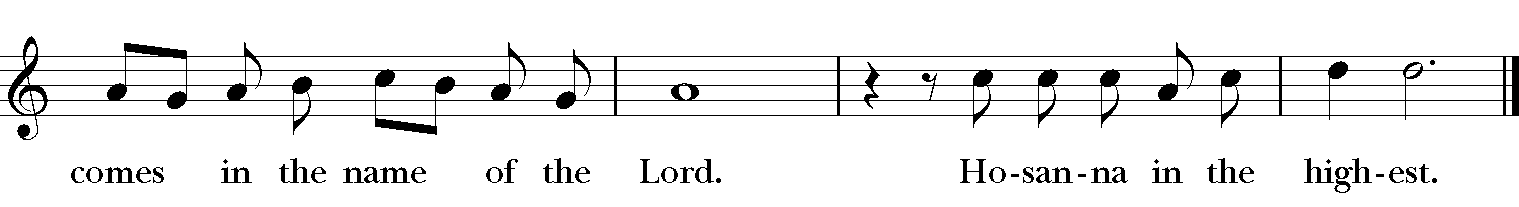 comes in the name of the Lord. Ho-san-na in the high-est.